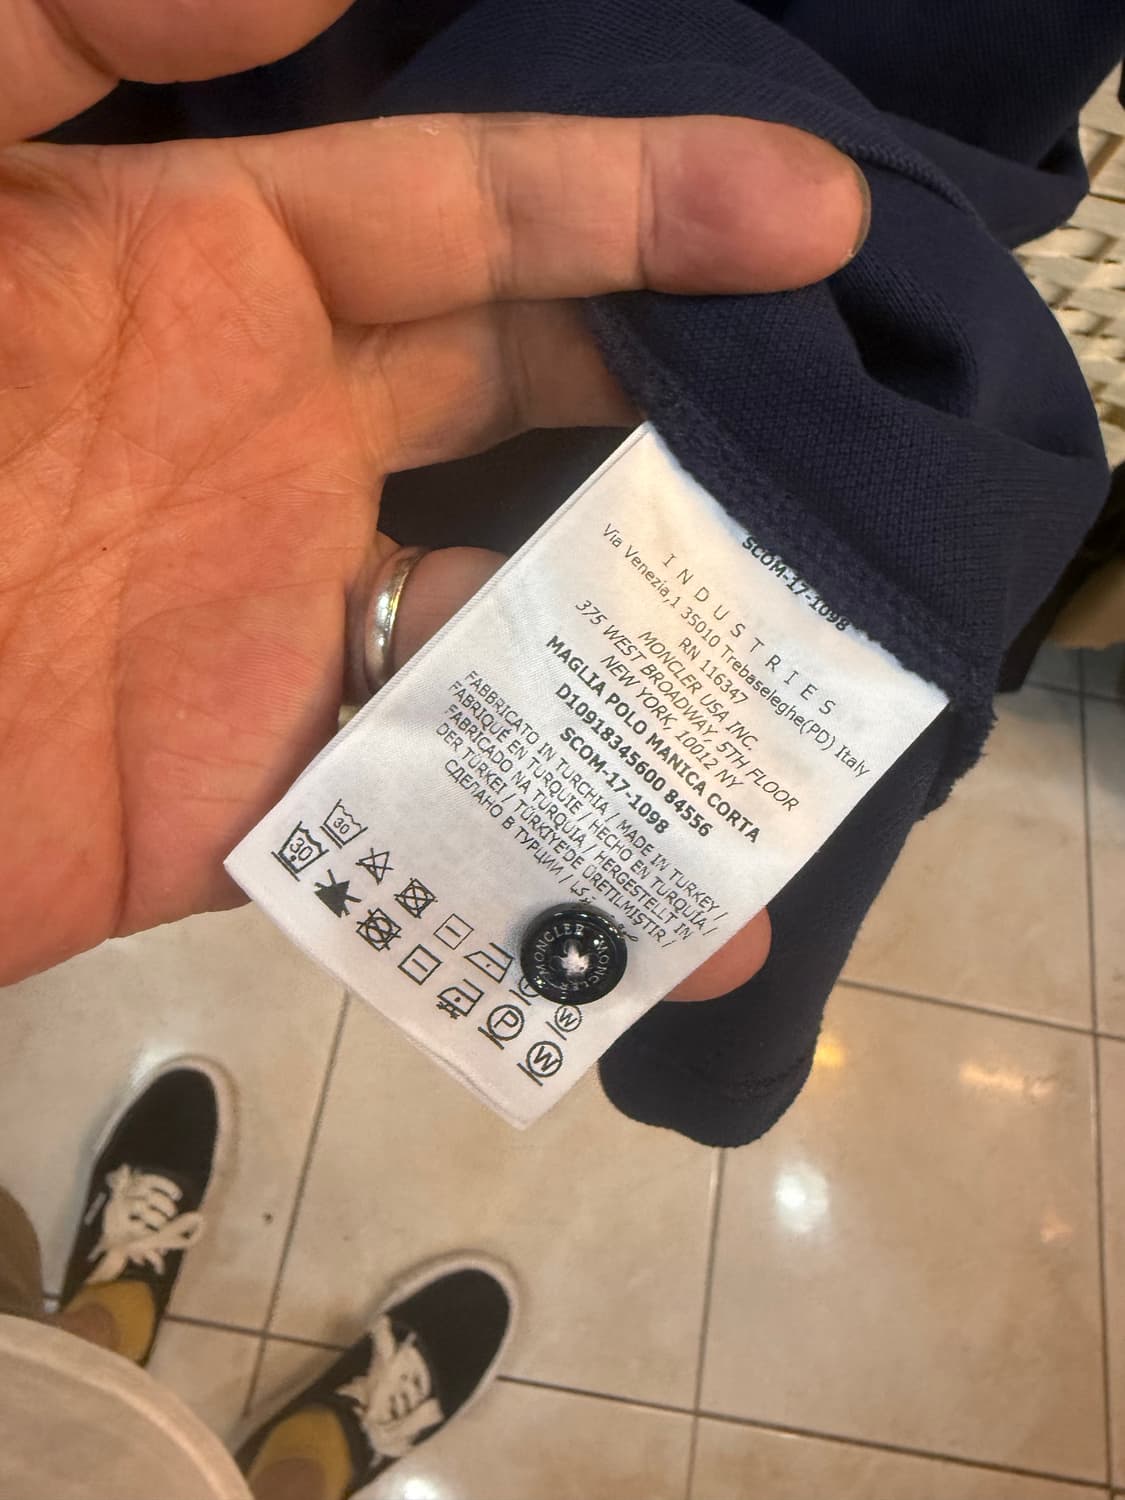 SCOM-17-1098
INDUSTRIES
Via Venezia,1 35010 Trebaseleghe(PD) Italy
RN 116347
MONCLER USA INC.
375 WEST BROADWAY, 5TH FLOOR
NEW YORK, 10012 NY
MAGLIA POLO MANICA CORTA
D10918345600 84556
SCOM-17-1098
FABBRICATO IN TURCHIA / MADE IN TURKEY /
FABRIQUÉ EN TURQUIE / HECHO EN TURQUÍA /
FABRICADO NA TURQUIA / HERGESTELLT IN
DER TÜRKEI / TÜRKİYE'DE ÜRETİLMİŞTİR /
СДЕЛАНО В ТУРЦИИ /
30
30
W
P
W
MONCLER MONCLER